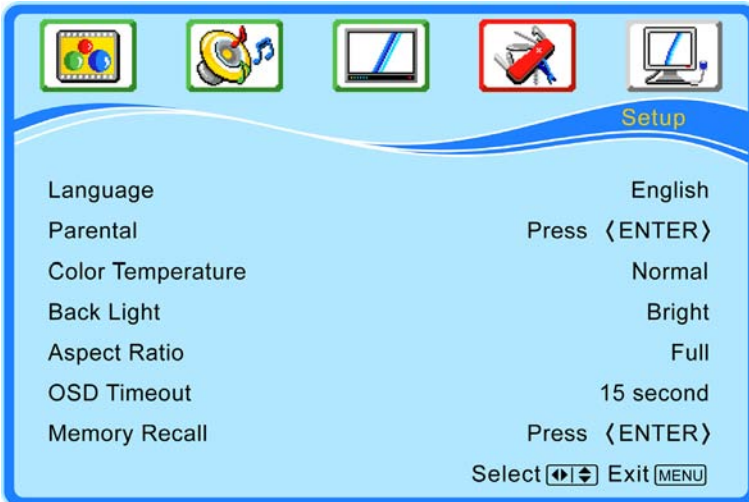 Setup
Language English
Parental Press 〈ENTER〉
Color Temperature Normal
Back Light Bright
Aspect Ratio Full
OSD Timeout 15 second
Memory Recall Press 〈ENTER〉
Select Exit MENU